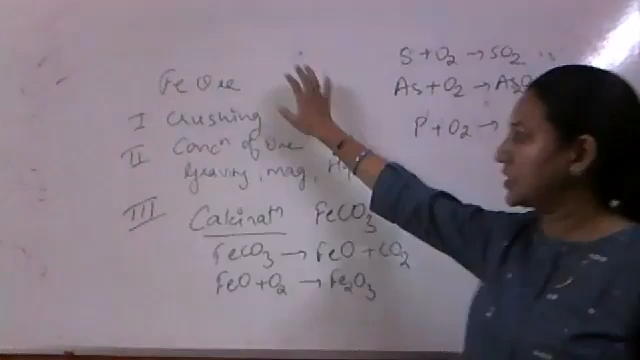 Fe Ore
I Crushing
II Concn of Ore
Gravity, mag,
III Calcinatn FeCO3
FeCO3 → FeO + CO2
FeO + O2 → Fe2O3
S + O2 → SO2
As + O2 → As2O
P + O2 →